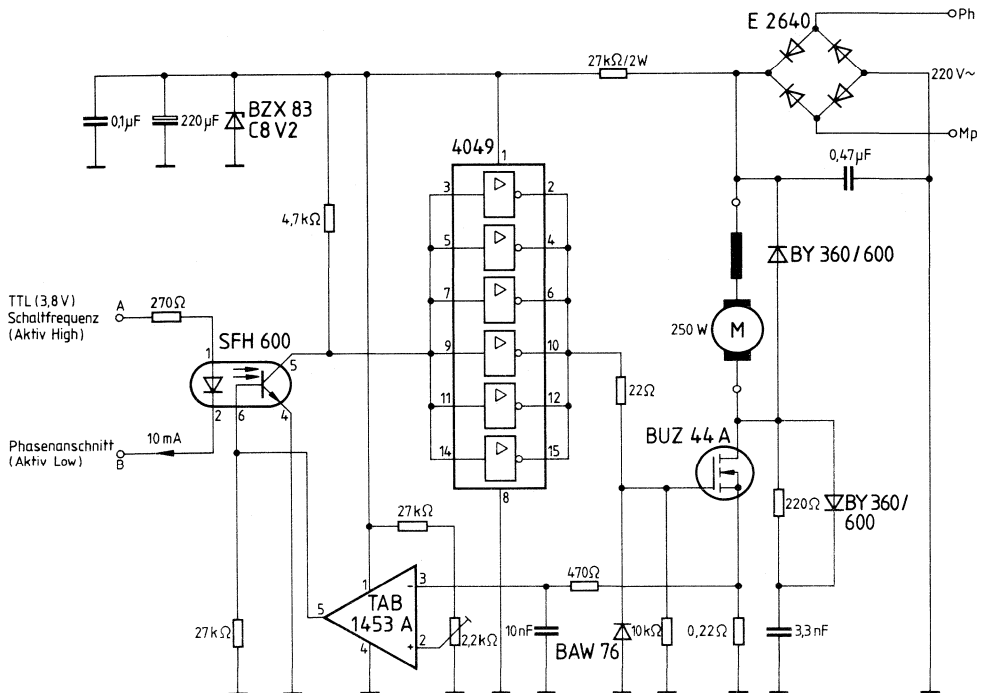 E 2640
Ph
220 V~
Mp
27kΩ/2W
0,1µF
220µF
BZX 83
C8 V2
4049
1
3
2
5
4
7
6
9
10
11
12
14
15
8
4,7kΩ
0,47µF
BY 360/600
250 W
M
TTL (3,8 V)
Schaltfrequenz
(Aktiv High)
A
270Ω
SFH 600
1
5
2
6
4
Phasenanschnitt
(Aktiv Low)
B
10 mA
22Ω
BUZ 44 A
220Ω
BY 360/
600
27kΩ
1
3
470Ω
TAB
1453 A
-
+
5
2
4
2,2kΩ
27kΩ
10nF
BAW 76
10kΩ
0,22Ω
3,3nF